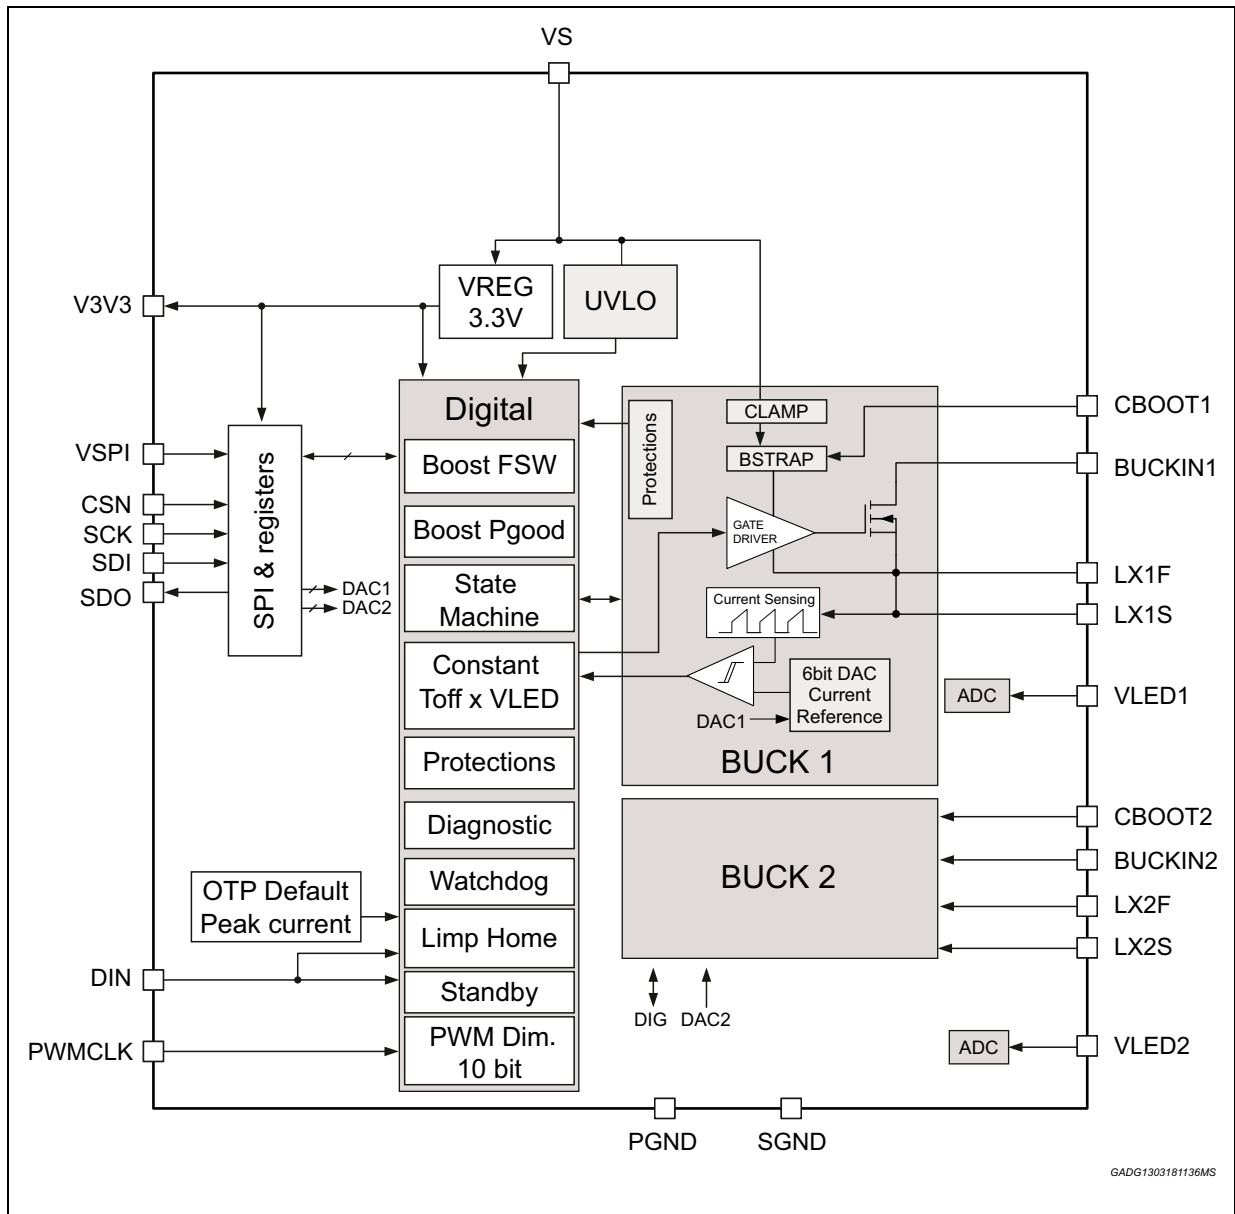 VS
VREG
3.3V
UVLO
V3V3
VSPI
CSN
SCK
SDI
SDO
SPI & registers
DAC1
DAC2
Digital
Boost FSW
Boost Pgood
State
Machine
Constant
Toff x VLED
Protections
Diagnostic
Watchdog
Limp Home
Standby
PWM Dim.
10 bit
OTP Default
Peak current
DIN
PWMCLK
Protections
CLAMP
BSTRAP
GATE
DRIVER
Current Sensing
6bit DAC
Current
Reference
DAC1
BUCK 1
BUCK 2
DIG
DAC2
CBOOT1
BUCKIN1
LX1F
LX1S
ADC
VLED1
CBOOT2
BUCKIN2
LX2F
LX2S
ADC
VLED2
PGND
SGND
GADG1303181136MS